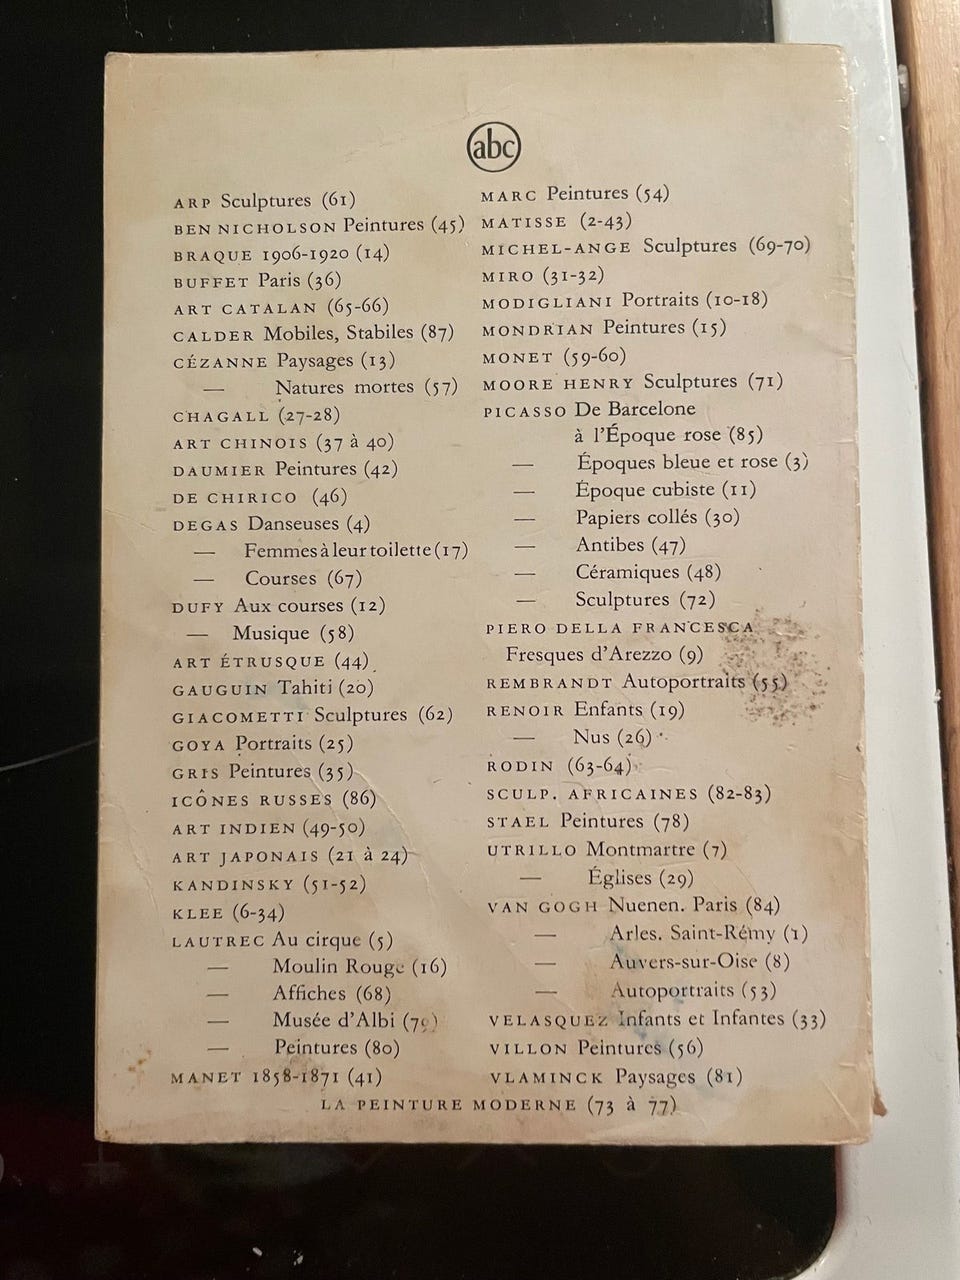 abc
ARP Sculptures (61)
BEN NICHOLSON Peintures (45)
BRAQUE 1906-1920 (14)
BUFFET Paris (36)
ART CATALAN (65-66)
CALDER Mobiles, Stabiles (87)
CÉZANNE Paysages (13)
— Natures mortes (57)
CHAGALL (27-28)
ART CHINOIS (37 à 40)
DAUMIER Peintures (42)
DE CHIRICO (46)
DEGAS Danseuses (4)
— Femmes à leur toilette (17)
— Courses (67)
DUFY Aux courses (12)
— Musique (58)
ART ÉTRUSQUE (44)
GAUGUIN Tahiti (20)
GIACOMETTI Sculptures (62)
GOYA Portraits (25)
GRIS Peintures (35)
ICÔNES RUSSES (86)
ART INDIEN (49-50)
ART JAPONAIS (21 à 24)
KANDINSKY (51-52)
KLEE (6-34)
LAUTREC Au cirque (5)
— Moulin Rouge (16)
— Affiches (68)
— Musée d'Albi
— Peintures (80)
MANET 1858-1871 (41)
MARC Peintures (54)
MATISSE (2-43)
MICHEL-ANGE Sculptures (69-70)
MIRO (31-32)
MODIGLIANI Portraits (10-18)
MONDRIAN Peintures (15)
MONET (59-60)
MOORE HENRY Sculptures (71)
PICASSO De Barcelone
à l'Époque rose (85)
— Époques bleue et rose (3)
— Époque cubiste (11)
— Papiers collés (30)
— Antibes (47)
— Céramiques (48)
— Sculptures (72)
PIERO DELLA FRANCESCA
Fresques d'Arezzo (9)
REMBRANDT Autoportraits (55)
RENOIR Enfants (19)
— Nus (26)
RODIN (63-64)
SCULP. AFRICAINES (82-83)
STAEL Peintures (78)
UTRILLO Montmartre (7)
— Églises (29)
VAN GOGH Nuenen. Paris (84)
— Arles. Saint-Rémy (1)
— Auvers-sur-Oise (8)
— Autoportraits (53)
VELASQUEZ Infants et Infantes (33)
VILLON Peintures (56)
VLAMINCK Paysages (81)
LA PEINTURE MODERNE (73 à 77)